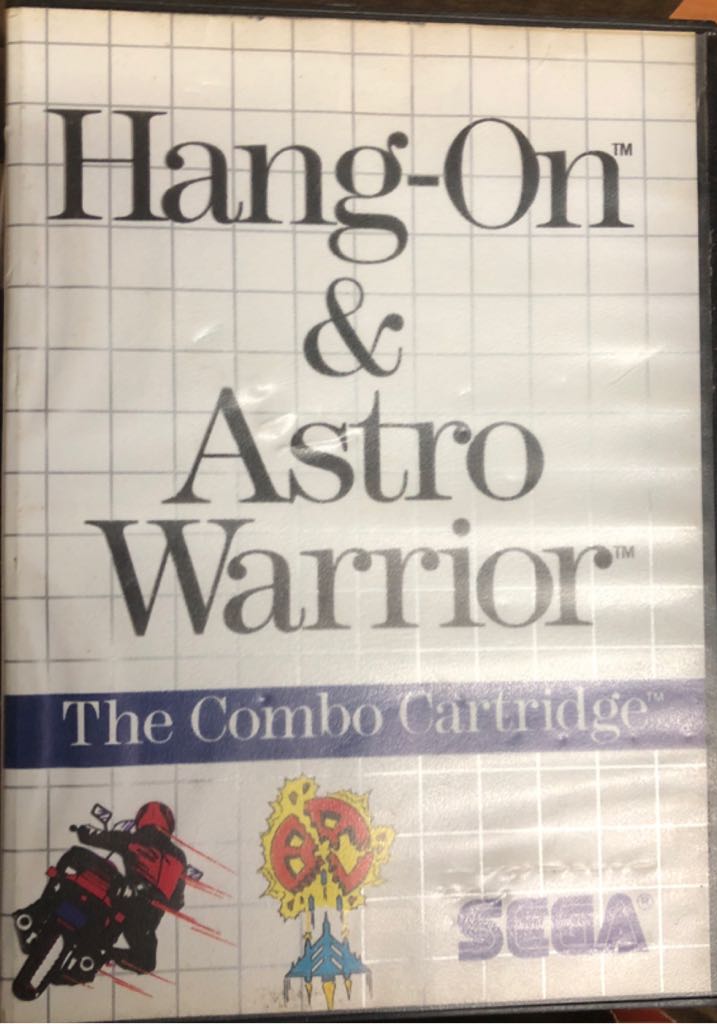 Hang-On™
&
Astro
Warrior™
The Combo Cartridge™
SEGA®